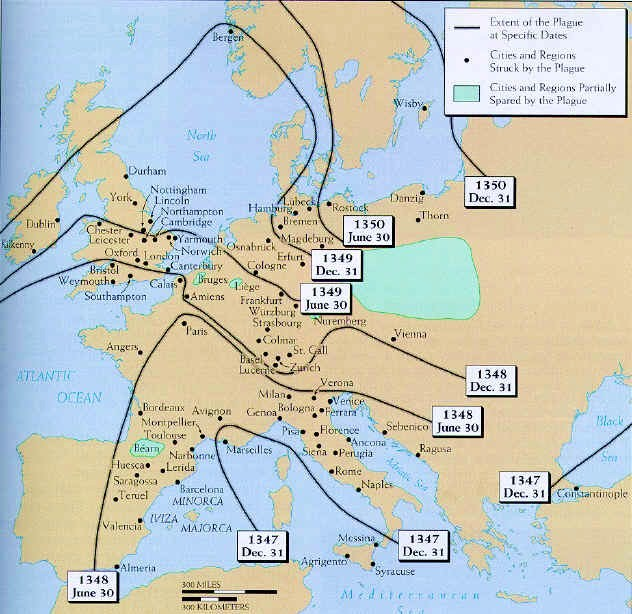 Extent of the Plague
at Specific Dates
Cities and Regions
Struck by the Plague
Cities and Regions Partially
Spared by the Plague
Bergen
Wisby
North
Sea
Durham
York
Nottingham
Lincoln
Northampton
Cambridge
Dublin
Kilkenny
Chester
Leicester
Yarmouth
Norwich
Oxford
London
Bristol
Canterbury
Weymouth
Southampton
Calais
Bruges
Liège
Amiens
Hamburg
Lübeck
Rostock
Bremen
Danzig
Thorn
Osnabruck
Magdeburg
Cologne
Erfurt
Frankfurt
Wurzburg
Strasbourg
Nuremberg
Vienna
1350
Dec. 31
1350
June 30
1349
Dec. 31
1349
June 30
1348
Dec. 31
1348
June 30
Paris
Angers
Colmar
Basel
St. Gall
Lucerne
Zurich
ATLANTIC
OCEAN
Bordeaux
Avignon
Montpellier
Toulouse
Béarn
Narbonne
Marseilles
Huesca
Lerida
Saragossa
Barcelona
Teruel
MINORCA
IVIZA
MAJORCA
Valencia
Almeria
Milan
Verona
Venice
Genoa
Bologna
Ferrara
Pisa
Florence
Siena
Ancona
Perugia
Rome
Naples
Sebenico
Ragusa
Adriatic Sea
Messina
Agrigento
Syracuse
Black
Sea
Constantinople
1347
Dec. 31
1347
Dec. 31
1347
Dec. 31
1348
June 30
300 MILES
300 KILOMETERS
Mediterranean
Sea